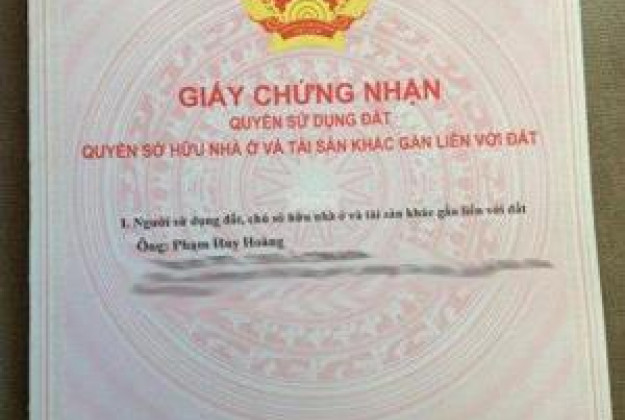 GIẤY CHỨNG NHẬN
QUYỀN SỬ DỤNG ĐẤT
QUYỀN SỞ HỮU NHÀ Ở VÀ TÀI SẢN KHÁC GẮN LIỀN VỚI ĐẤT
I. Người sử dụng đất, chủ sở hữu nhà ở và tài sản khác gắn liền với đất
Ông: Phạm Huy Hoàng